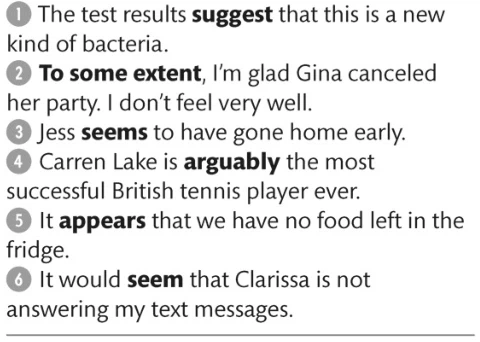 1 The test results suggest that this is a new
kind of bacteria.
2 To some extent, I'm glad Gina canceled
her party. I don't feel very well.
3 Jess seems to have gone home early.
4 Carren Lake is arguably the most
successful British tennis player ever.
5 It appears that we have no food left in the
fridge.
6 It would seem that Clarissa is not
answering my text messages.